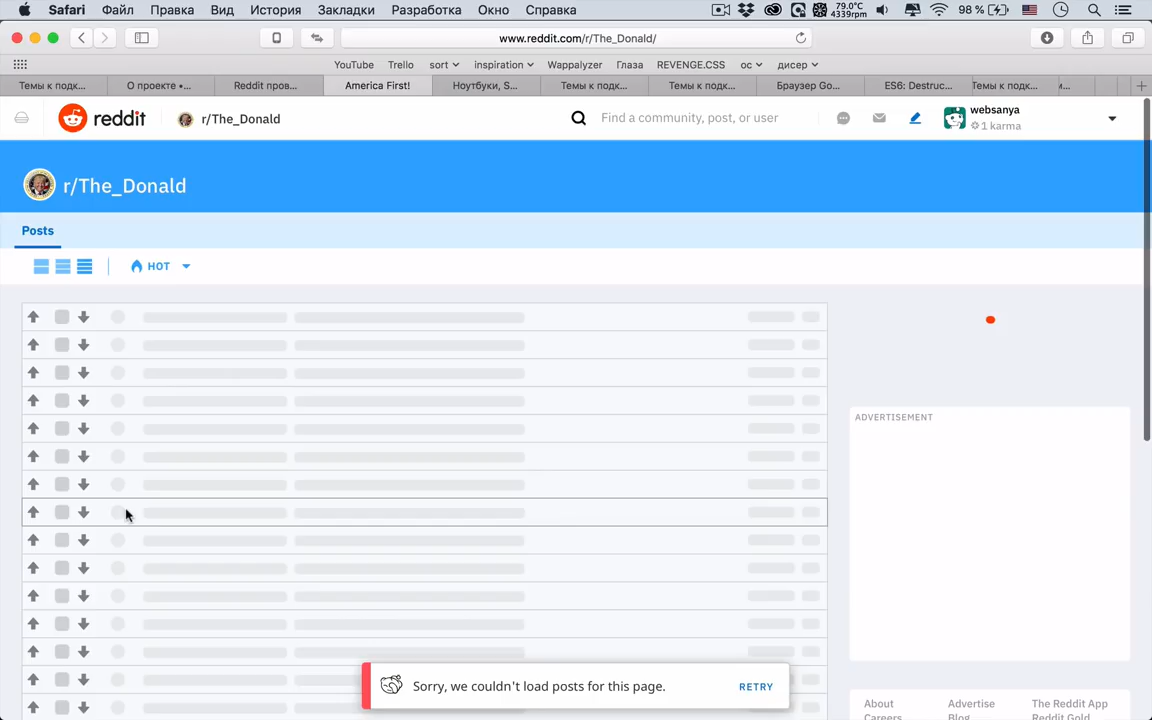 Safari Файл Правка Вид История Закладки Разработка Окно Справка 79.0°C 4339rpm 98 %
www.reddit.com/r/The_Donald/
YouTube Trello sort inspiration Wappalyzer Глаза REVENGE.CSS ос дисер
Темы к подк... О проекте •... Reddit пров... America First! Ноутбуки, S... Темы к подк... Темы к подк... Браузер Go... ES6: Destruc... Темы к подк... и...
reddit r/The_Donald Find a community, post, or user websanya
1 karma
r/The_Donald
Posts
HOT
ADVERTISEMENT
Sorry, we couldn't load posts for this page. RETRY
About Advertise The Reddit App
Careers Blog Reddit Gold